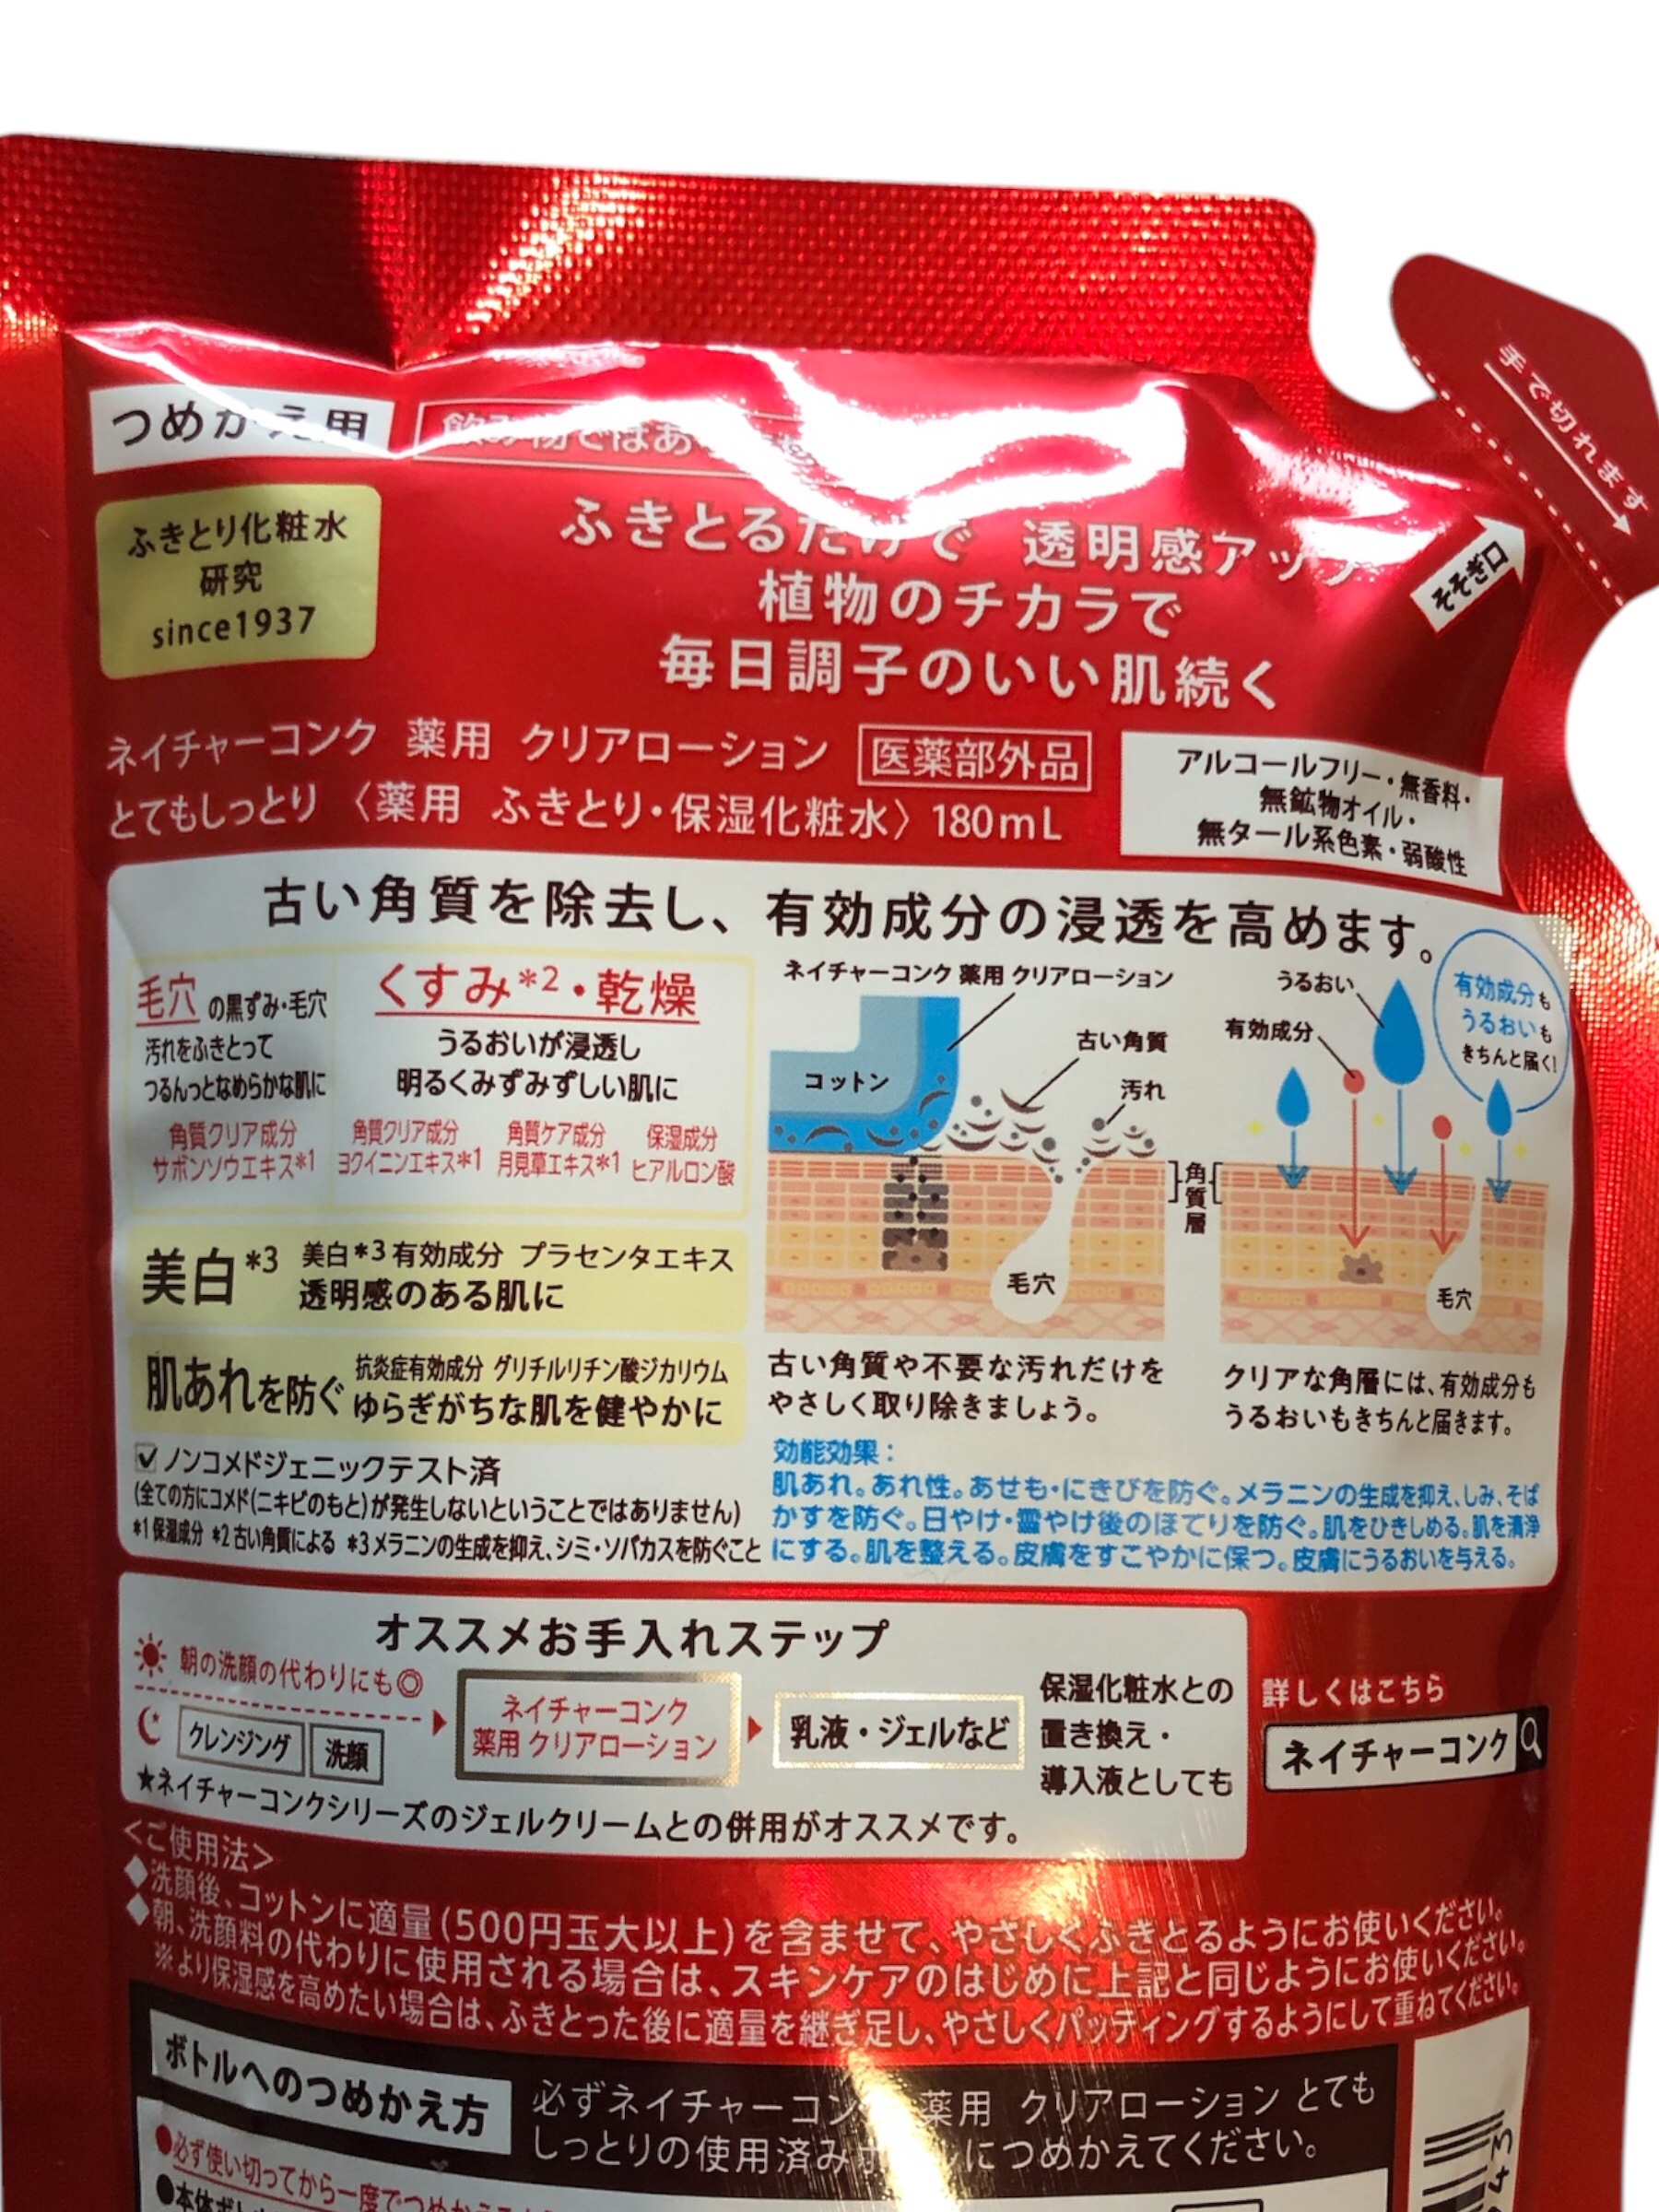 つめかえ用
手で切れます
そそぎ口
ふきとり化粧水
研究
since1937
ふきとるだけで 透明感アップ
植物のチカラで
毎日調子のいい肌続く
ネイチャーコンク 薬用 クリアローション 医薬部外品
とてもしっとり〈薬用 ふきとり・保湿化粧水〉180mL
アルコールフリー・無香料・
無鉱物オイル・
無タール系色素・弱酸性
古い角質を除去し、有効成分の浸透を高めます。
毛穴の黒ずみ・毛穴
汚れをふきとって
つるんっとなめらかな肌に
角質クリア成分
サボンソウエキス*1
くすみ*2・乾燥
うるおいが浸透し
明るくみずみずしい肌に
角質クリア成分
ヨクイニンエキス*1
角質ケア成分
月見草エキス*1
保湿成分
ヒアルロン酸
美白*3 美白*3有効成分 プラセンタエキス
透明感のある肌に
肌あれを防ぐ 抗炎症有効成分 グリチルリチン酸ジカリウム
ゆらぎがちな肌を健やかに
ノンコメドジェニックテスト済
(全ての方にコメド(ニキビのもと)が発生しないということではありません)
*1保湿成分 *2古い角質による *3メラニンの生成を抑え、シミ・ソバカスを防ぐこと
ネイチャーコンク 薬用 クリアローション
コットン
古い角質
汚れ
毛穴
角質層
うるおい
有効成分
有効成分も
うるおいも
きちんと届く!
毛穴
古い角質や不要な汚れだけを
やさしく取り除きましょう。
クリアな角層には、有効成分も
うるおいもきちんと届きます。
効能効果:
肌あれ。あれ性。あせも・にきびを防ぐ。メラニンの生成を抑え、しみ、そば
かすを防ぐ。日やけ・雪やけ後のほてりを防ぐ。肌をひきしめる。肌を清浄
にする。肌を整える。皮膚をすこやかに保つ。皮膚にうるおいを与える。
オススメお手入れステップ
朝の洗顔の代わりにも◎
クレンジング 洗顔
ネイチャーコンク
薬用 クリアローション
乳液・ジェルなど
保湿化粧水との
置き換え・
導入液としても
★ネイチャーコンクシリーズのジェルクリームとの併用がオススメです。
詳しくはこちら
ネイチャーコンク
<ご使用法>
◆洗顔後、コットンに適量(500円玉大以上)を含ませて、やさしくふきとるようにお使いください。
◆朝、洗顔料の代わりに使用される場合は、スキンケアのはじめに上記と同じようにお使いください。
※より保湿感を高めたい場合は、ふきとった後に適量を継ぎ足し、やさしくパッティングするようにして重ねてください。
ボトルへのつめかえ方
必ずネイチャーコンク 薬用 クリアローション とても
しっとりの使用済みボトルにつめかえてください。
●必ず使い切ってから一度で